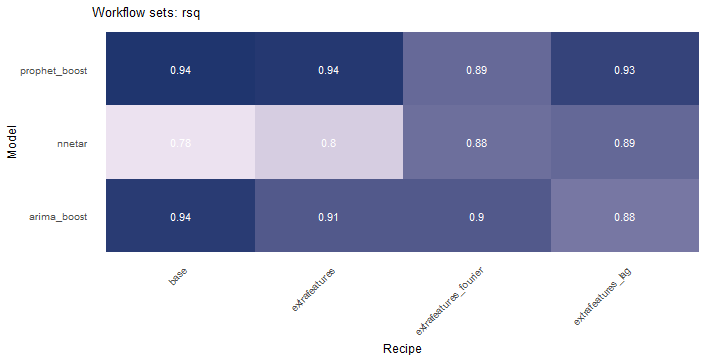 Workflow sets: rsq
prophet_boost 0.94 0.94 0.89 0.93
Model
nnetar 0.78 0.8 0.88 0.89
arima_boost 0.94 0.91 0.9 0.88
base extrafeatures extrafeatures_fourier extrafeatures_lag
Recipe